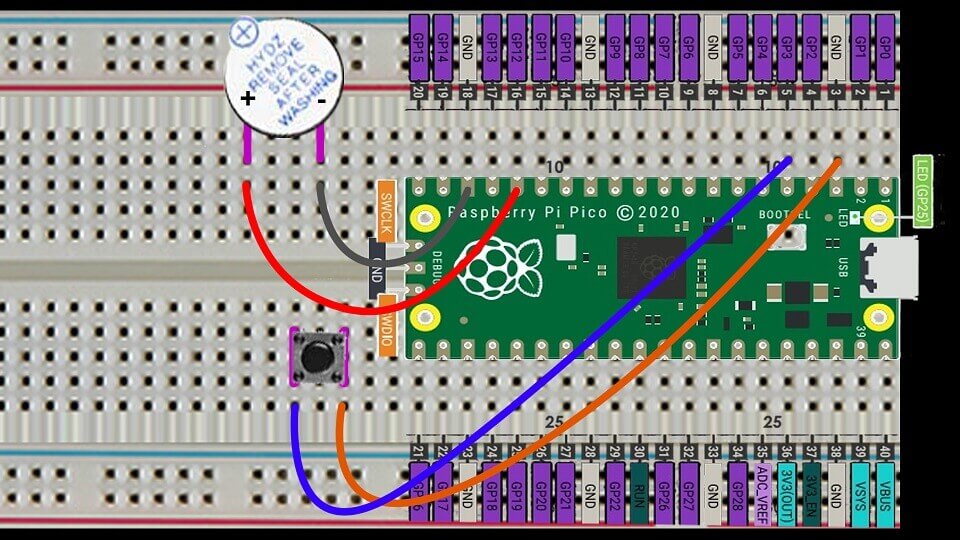 GP15 GP14 GND GP13 GP12 GP11 GP10 GND GP9 GP8 GP7 GP6 GND GP5 GP4 GP3 GP2 GND GP1 GP0
20 19 18 17 16 15 14 13 12 11 10 9 8 7 6 5 4 3 2 1
HYDZ
REMOVE
SEAL
AFTER
WASHING
+ -
10 10
LED (GP25)
SWCLK
GND
SWDIO
DEBUG
Raspberry Pi Pico © 2020
BOOTSEL
LED
2 1
USB
39
25 25
21 22 23 24 25 26 27 28 29 30 31 32 33 34 35 36 37 38 39 40
GP16 GP17 GND GP18 GP19 GP20 GP21 GND GP22 RUN GP26 GP27 GND GP28 ADC_VREF 3V3(OUT) 3V3_EN GND VSYS VBUS